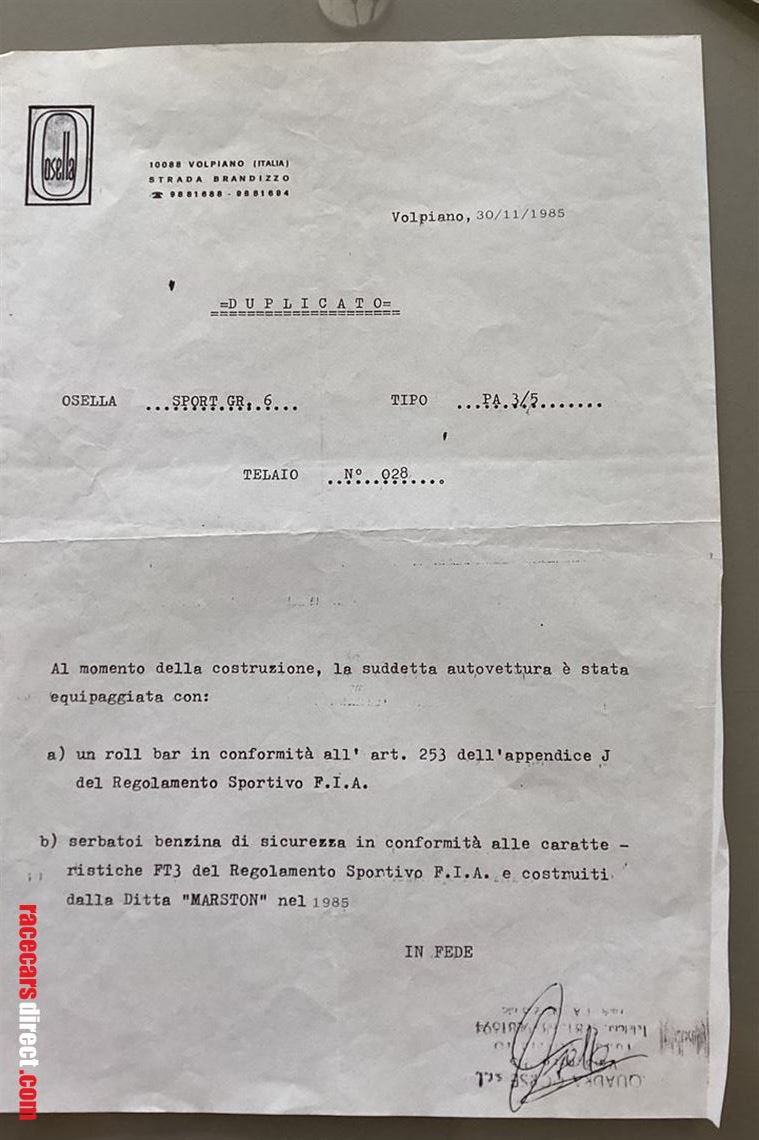 Osella
10088 VOLPIANO (ITALIA)
STRADA BRANDIZZO
☎ 9881688 - 9881694
Volpiano, 30/11/1985
=D U P L I C A T O=
OSELLA ...SPORT GR. 6... TIPO ...PA 3/5.......
TELAIO ..N° 028....
Al momento della costruzione, la suddetta autovettura è stata
equipaggiata con:
a) un roll bar in conformità all' art. 253 dell'appendice J
del Regolamento Sportivo F.I.A.
b) serbatoi benzina di sicurezza in conformità alle caratte -
ristiche FT3 del Regolamento Sportivo F.I.A. e costruiti
dalla Ditta "MARSTON" nel 1985
IN FEDE
QUADRA CORSE
racecarsdirect.com